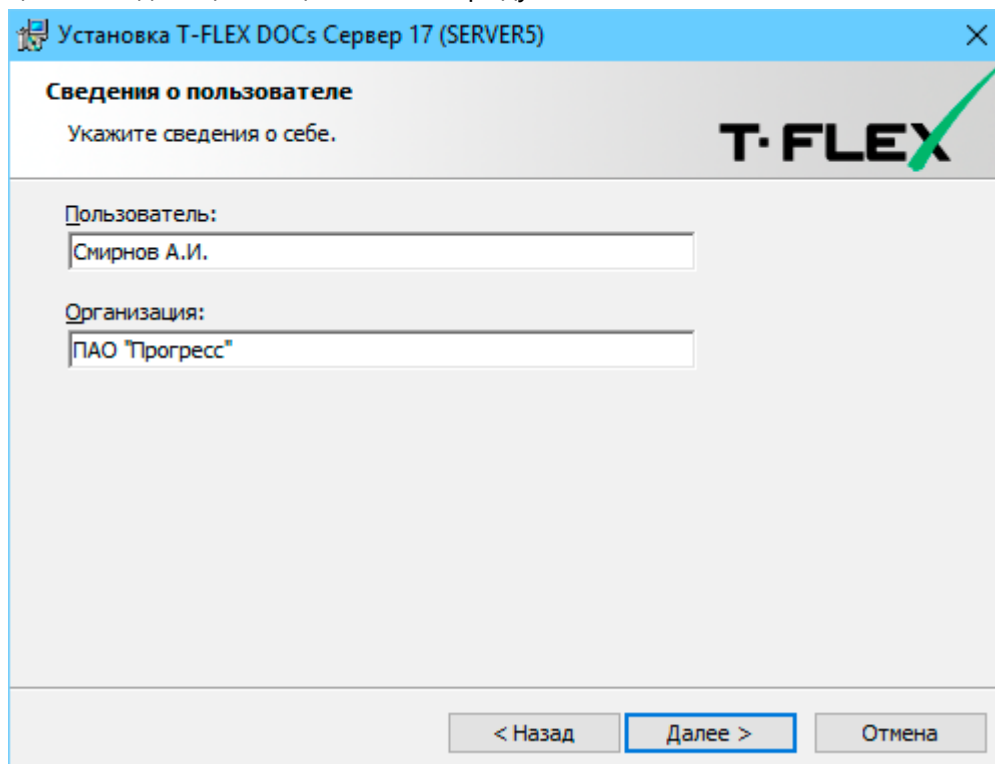 Установка T-FLEX DOCs Сервер 17 (SERVER5)
Сведения о пользователе
Укажите сведения о себе.
T-FLEX
Пользователь:
Смирнов А.И.
Организация:
ПАО "Прогресс"
< Назад
Далее >
Отмена